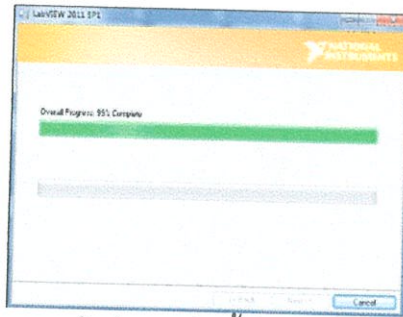 LabVIEW 2011 SP1
NATIONAL
INSTRUMENTS
Overall Progress: 95% Complete
Cancel